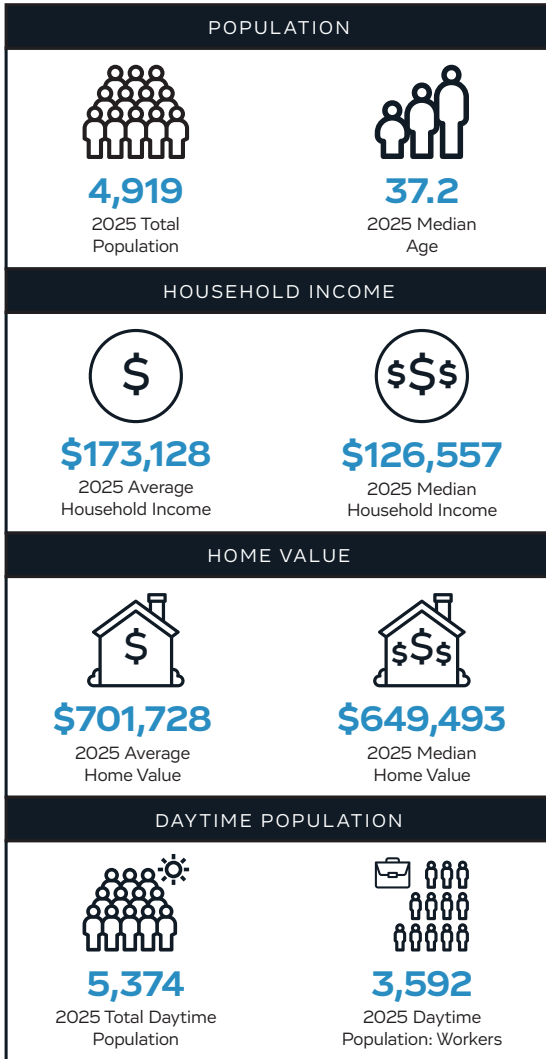 POPULATION
4,919
2025 Total
Population
37.2
2025 Median
Age
HOUSEHOLD INCOME
$
$173,128
2025 Average
Household Income
$$$
$126,557
2025 Median
Household Income
HOME VALUE
$
$701,728
2025 Average
Home Value
$$$
$649,493
2025 Median
Home Value
DAYTIME POPULATION
5,374
2025 Total Daytime
Population
3,592
2025 Daytime
Population: Workers